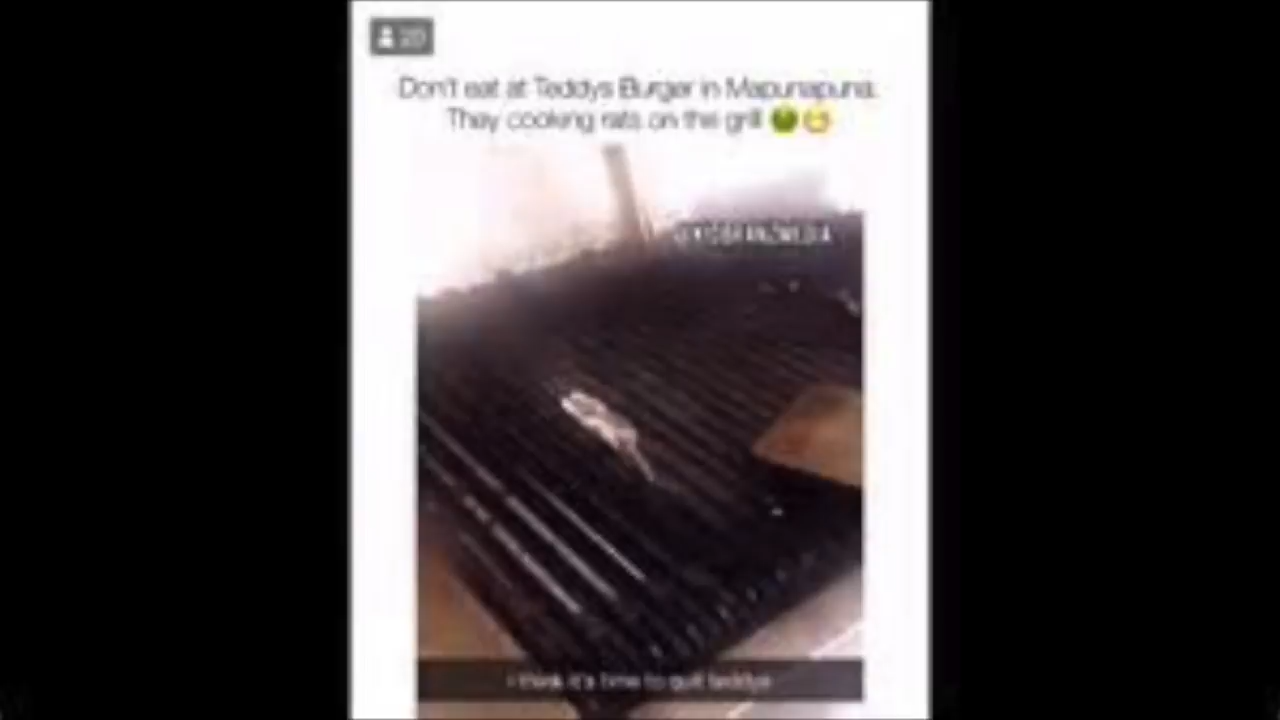 20
Don't eat at Teddys Burger in Mapunapuna.
They cooking rats on the grill 🤢😷
I think it's time to quit teddys